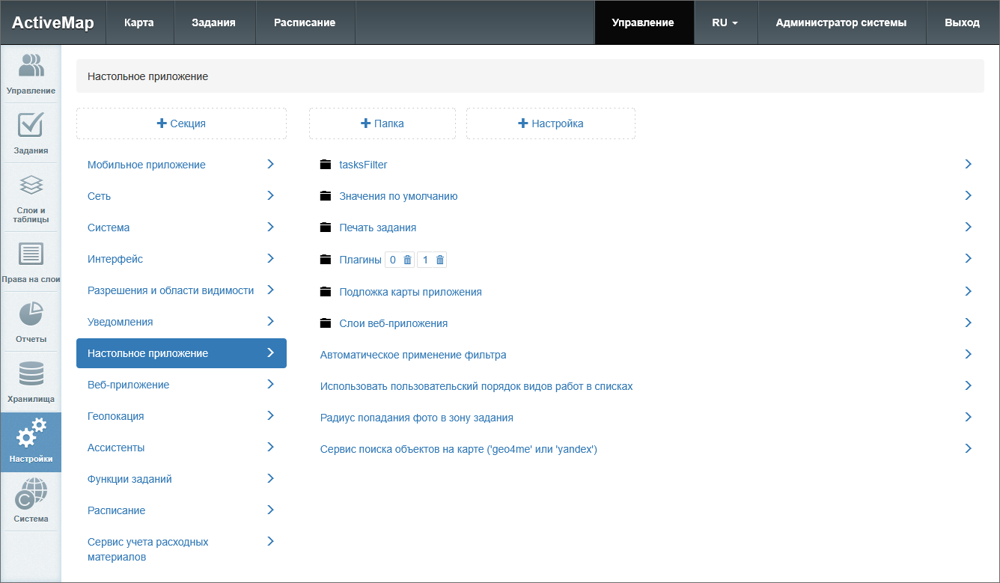 ActiveMap Карта Задания Расписание Управление RU Администратор системы Выход
Управление
Задания
Слои и
таблицы
Права на слои
Отчеты
Хранилища
Настройки
Система
Настольное приложение
Секция
Папка
Настройка
Мобильное приложение
Сеть
Система
Интерфейс
Разрешения и области видимости
Уведомления
Настольное приложение
Веб-приложение
Геолокация
Ассистенты
Функции заданий
Расписание
Сервис учета расходных
материалов
tasksFilter
Значения по умолчанию
Печать задания
Плагины 0 1
Подложка карты приложения
Слои веб-приложения
Автоматическое применение фильтра
Использовать пользовательский порядок видов работ в списках
Радиус попадания фото в зону задания
Сервис поиска объектов на карте ('geo4me' или 'yandex')